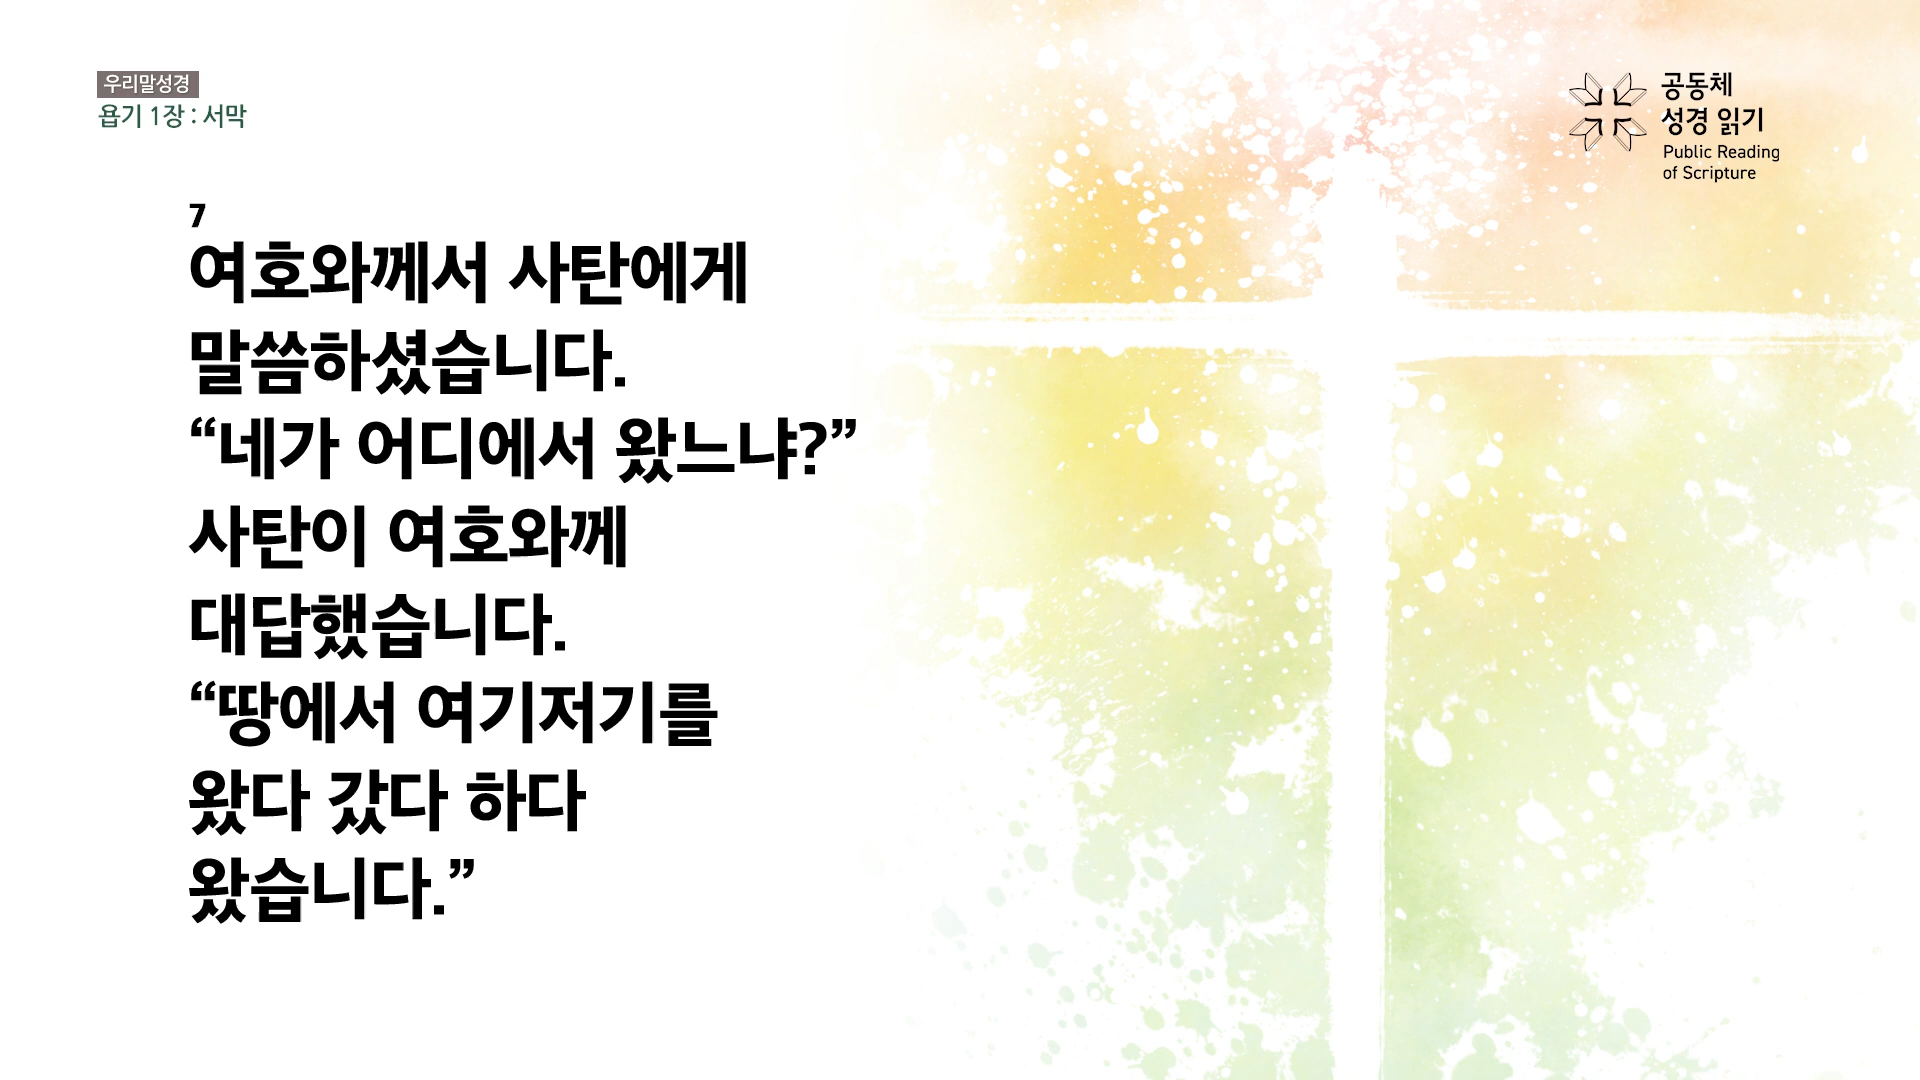 우리말성경
욥기 1장 : 서막
공동체
성경 읽기
Public Reading
of Scripture
7
여호와께서 사탄에게
말씀하셨습니다.
“네가 어디에서 왔느냐?”
사탄이 여호와께
대답했습니다.
“땅에서 여기저기를
왔다 갔다 하다
왔습니다.”